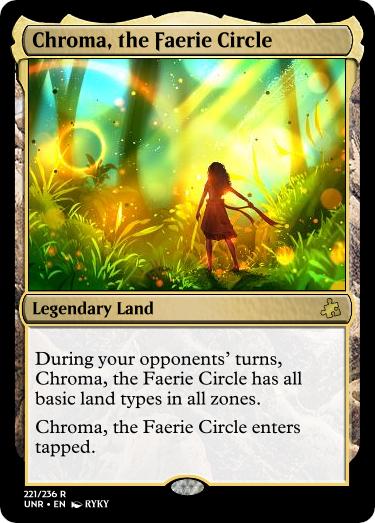 Chroma, the Faerie Circle
Legendary Land
During your opponents' turns,
Chroma, the Faerie Circle has all
basic land types in all zones.
Chroma, the Faerie Circle enters
tapped.
221/236 R
UNR • EN RYKY